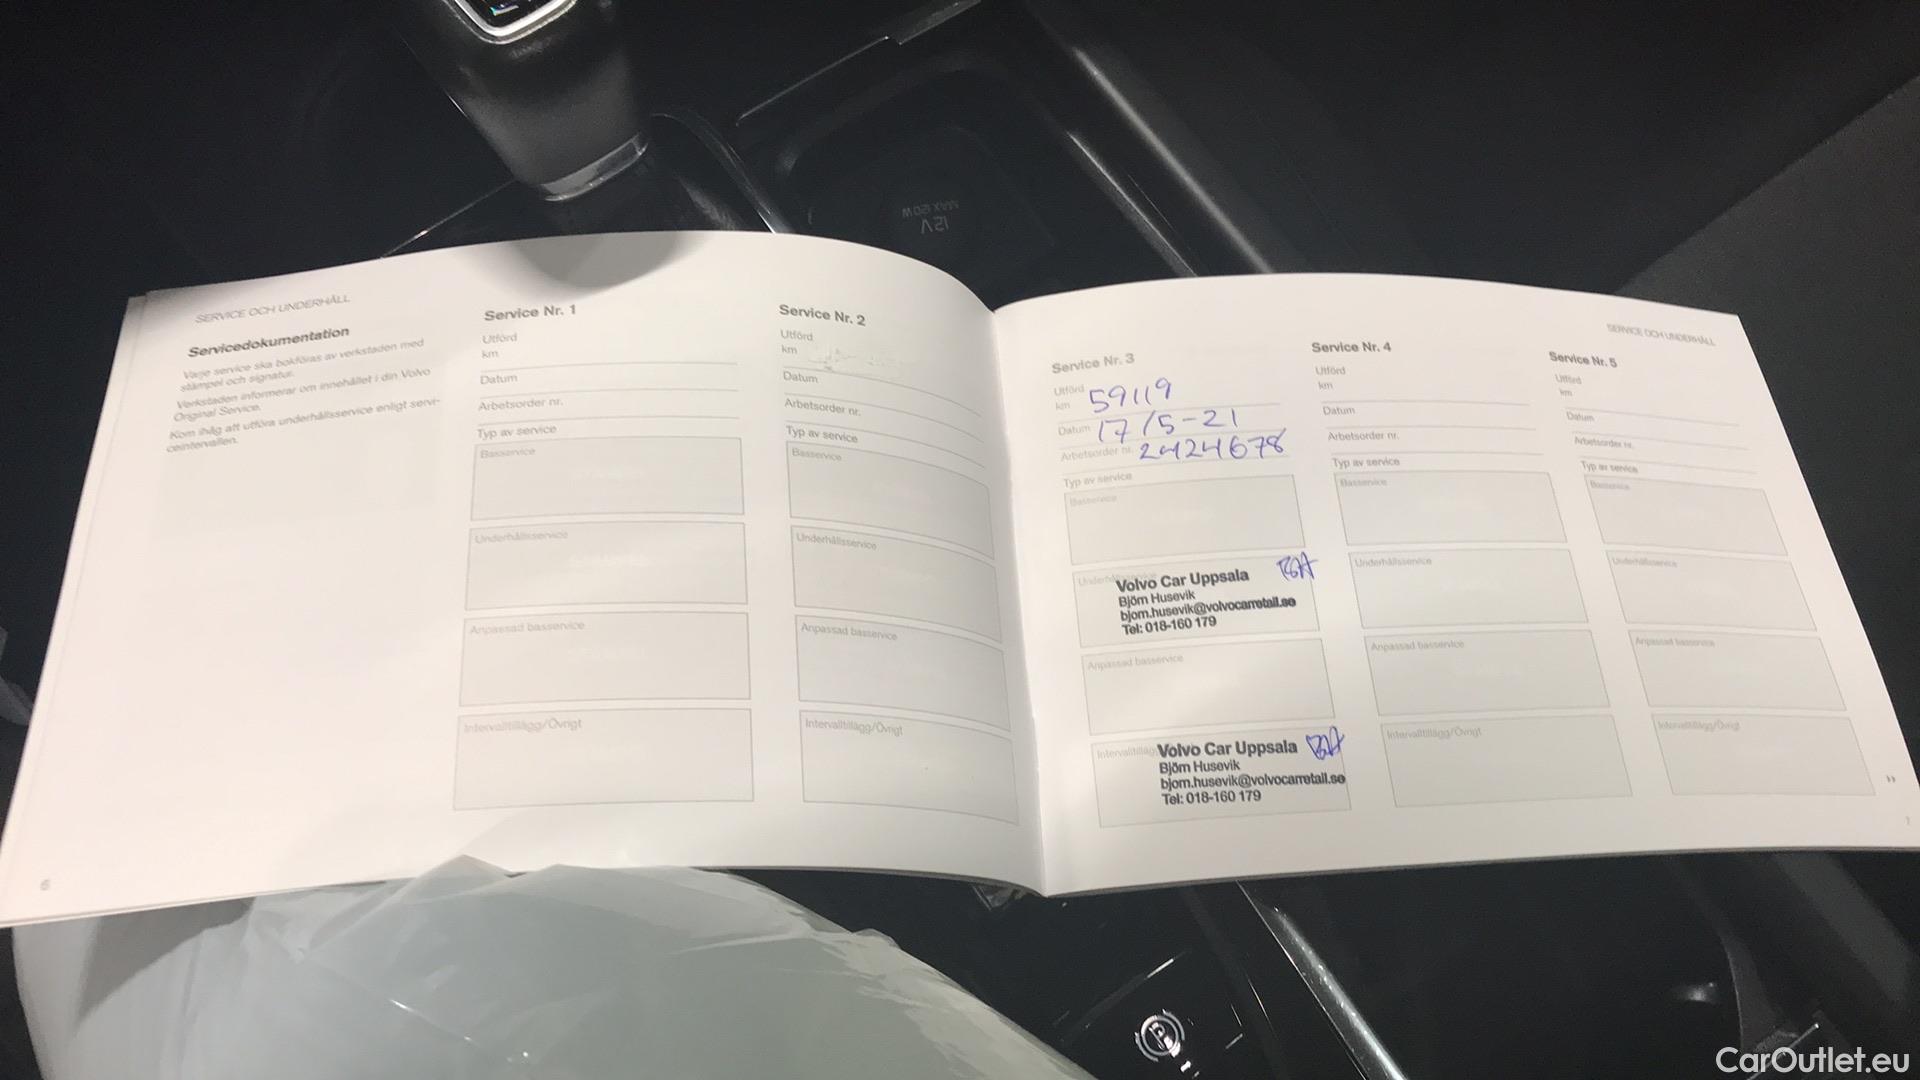 12V
MAX 120W
SERVICE OCH UNDERHÅLL
Servicedokumentation
Varje service ska bokföras av verkstaden med
stämpel och signatur.
Verkstaden informerar om innehållet i din Volvo
Original Service.
Kom ihåg att utföra underhållsservice enligt servi-
ceintervallen.
6
Service Nr. 1
Utförd
km
Datum
Arbetsorder nr.
Typ av service
Basservice
Underhållsservice
Anpassad basservice
Intervalltillägg/Övrigt
Service Nr. 2
Utförd
km
Datum
Arbetsorder nr.
Typ av service
Basservice
Underhållsservice
Anpassad basservice
Intervalltillägg/Övrigt
SERVICE OCH UNDERHÅLL
Service Nr. 3
Utförd
km 59119
Datum 17/5-21
Arbetsorder nr. 2424678
Typ av service
Basservice
Underhållsservice
Volvo Car Uppsala
Björn Husevik
bjorn.husevik@volvocarretail.se
Tel: 018-160 179
Anpassad basservice
Intervalltillägg
Volvo Car Uppsala
Björn Husevik
bjorn.husevik@volvocarretail.se
Tel: 018-160 179
Service Nr. 4
Utförd
km
Datum
Arbetsorder nr.
Typ av service
Basservice
Underhållsservice
Anpassad basservice
Intervalltillägg/Övrigt
Service Nr. 5
Utförd
km
Datum
Arbetsorder nr.
Typ av service
Basservice
Underhållsservice
Anpassad basservice
Intervalltillägg/Övrigt
››
7
P
CarOutlet.eu